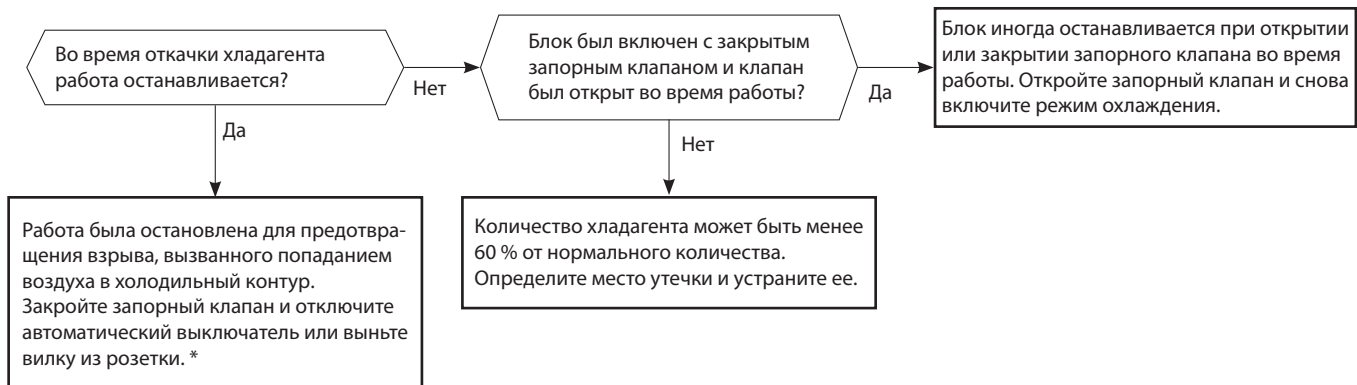 Во время откачки хладагента
работа останавливается?
Нет
Блок был включен с закрытым
запорным клапаном и клапан
был открыт во время работы?
Да
Блок иногда останавливается при открытии
или закрытии запорного клапана во время
работы. Откройте запорный клапан и снова
включите режим охлаждения.
Да
Нет
Работа была остановлена для предотвра-
щения взрыва, вызванного попаданием
воздуха в холодильный контур.
Закройте запорный клапан и отключите
автоматический выключатель или выньте
вилку из розетки. *
Количество хладагента может быть менее
60 % от нормального количества.
Определите место утечки и устраните ее.